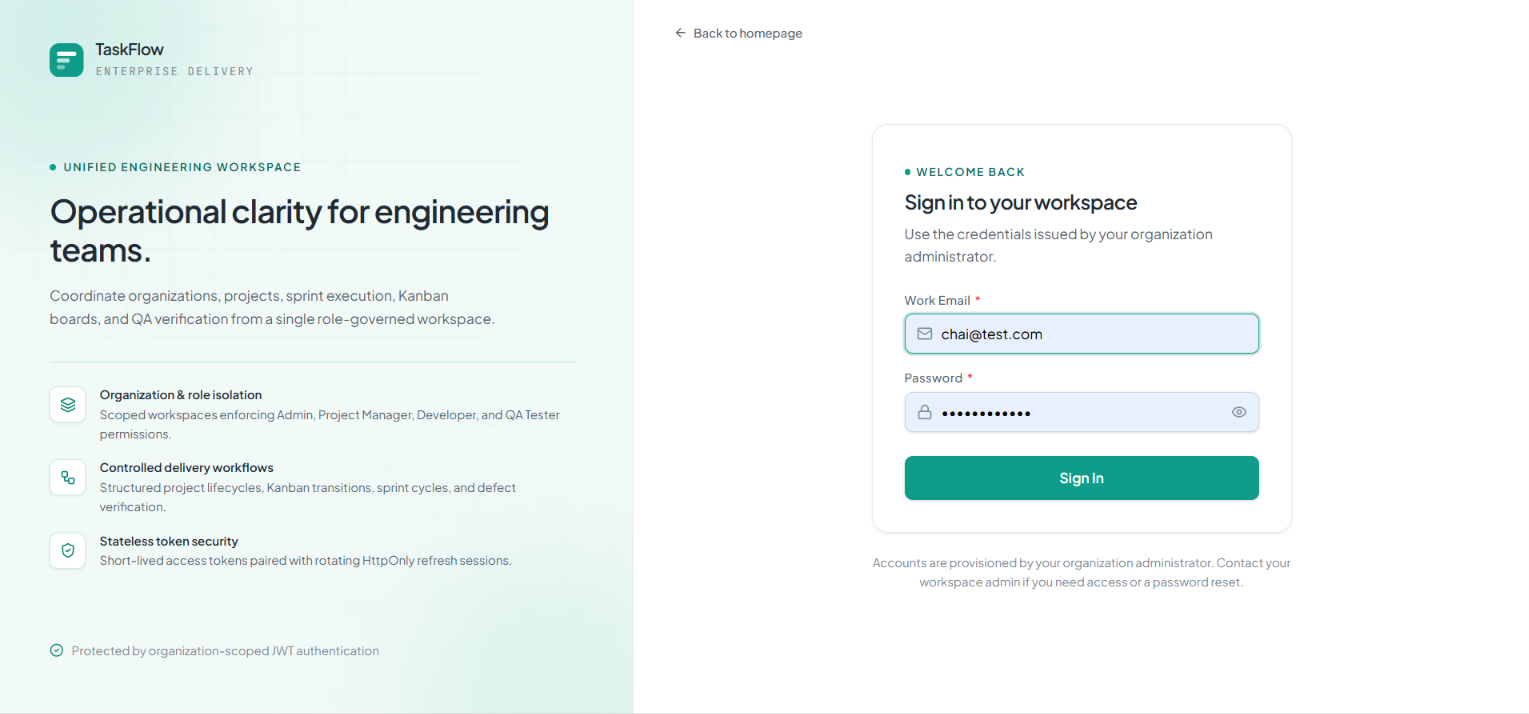 TaskFlow
ENTERPRISE DELIVERY
UNIFIED ENGINEERING WORKSPACE
Operational clarity for engineering
teams.
Coordinate organizations, projects, sprint execution, Kanban
boards, and QA verification from a single role-governed workspace.
Organization & role isolation
Scoped workspaces enforcing Admin, Project Manager, Developer, and QA Tester
permissions.
Controlled delivery workflows
Structured project lifecycles, Kanban transitions, sprint cycles, and defect
verification.
Stateless token security
Short-lived access tokens paired with rotating HttpOnly refresh sessions.
Protected by organization-scoped JWT authentication
Back to homepage
WELCOME BACK
Sign in to your workspace
Use the credentials issued by your organization
administrator.
Work Email *
chai@test.com
Password *
••••••••••••
Sign In
Accounts are provisioned by your organization administrator. Contact your
workspace admin if you need access or a password reset.